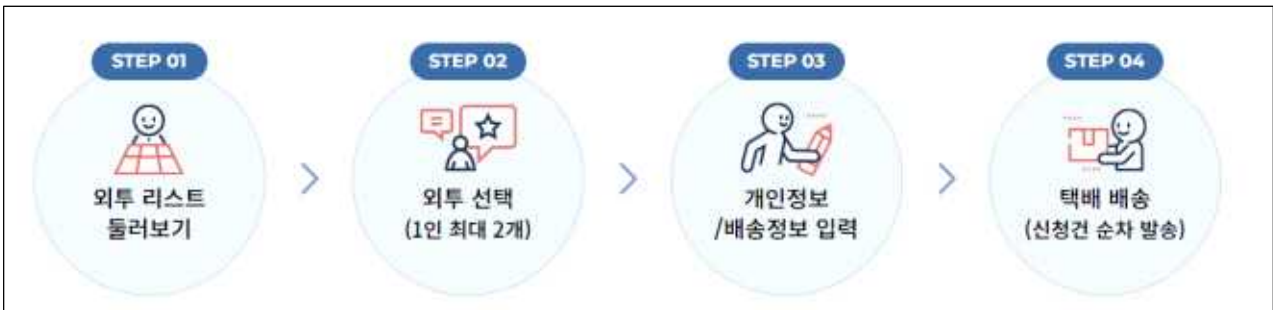 STEP 01
외투 리스트
둘러보기
STEP 02
외투 선택
(1인 최대 2개)
STEP 03
개인정보
/배송정보 입력
STEP 04
택배 배송
(신청건 순차 발송)